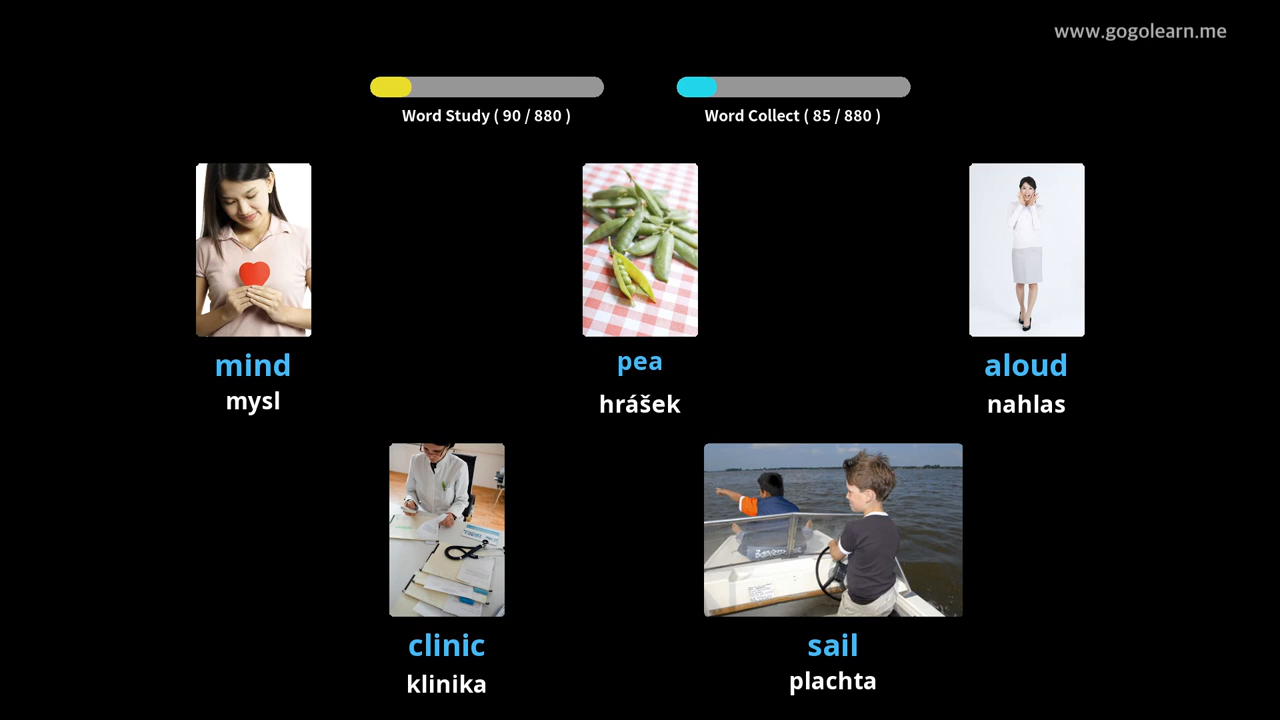 www.gogolearn.me
Word Study ( 90 / 880 )
Word Collect ( 85 / 880 )
mind
mysl
pea
hrášek
aloud
nahlas
clinic
klinika
sail
plachta